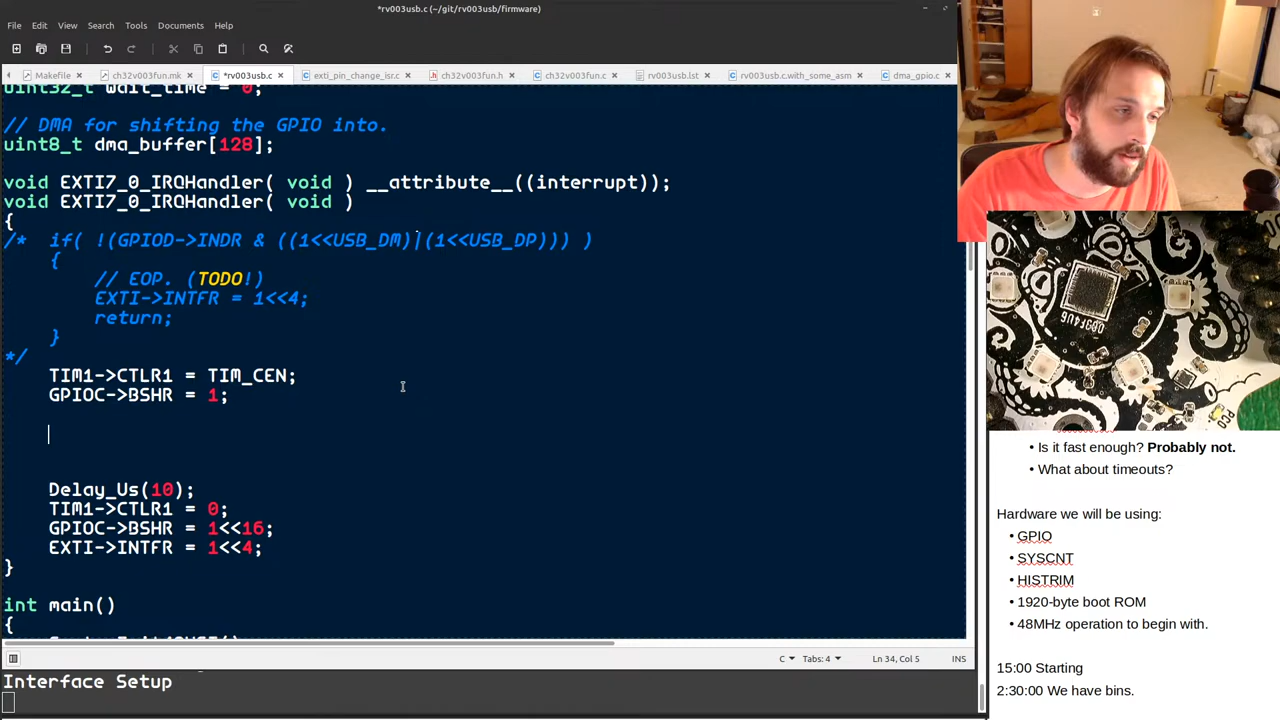 *rv003usb.c (~/git/rv003usb/firmware)
File Edit View Search Tools Documents Help
Makefile ch32v003fun.mk *rv003usb.c exti_pin_change_isr.c ch32v003fun.h ch32v003fun.c rv003usb.lst rv003usb.c.with_some_asm dma_gpio.c
uint32_t wait_time = 0;
// DMA for shifting the GPIO into.
uint8_t dma_buffer[128];
void EXTI7_0_IRQHandler( void ) __attribute__((interrupt));
void EXTI7_0_IRQHandler( void )
{
/* if( !(GPIOD->INDR & ((1<<USB_DM)|(1<<USB_DP))) )
{
// EOP. (TODO!)
EXTI->INTFR = 1<<4;
return;
}
*/
TIM1->CTLR1 = TIM_CEN;
GPIOC->BSHR = 1;
Delay_Us(10);
TIM1->CTLR1 = 0;
GPIOC->BSHR = 1<<16;
EXTI->INTFR = 1<<4;
}
int main()
{
C Tabs: 4 Ln 34, Col 5 INS
Interface Setup
• Is it fast enough? Probably not.
• What about timeouts?
Hardware we will be using:
• GPIO
• SYSCNT
• HISTRIM
• 1920-byte boot ROM
• 48MHz operation to begin with.
15:00 Starting
2:30:00 We have bins.